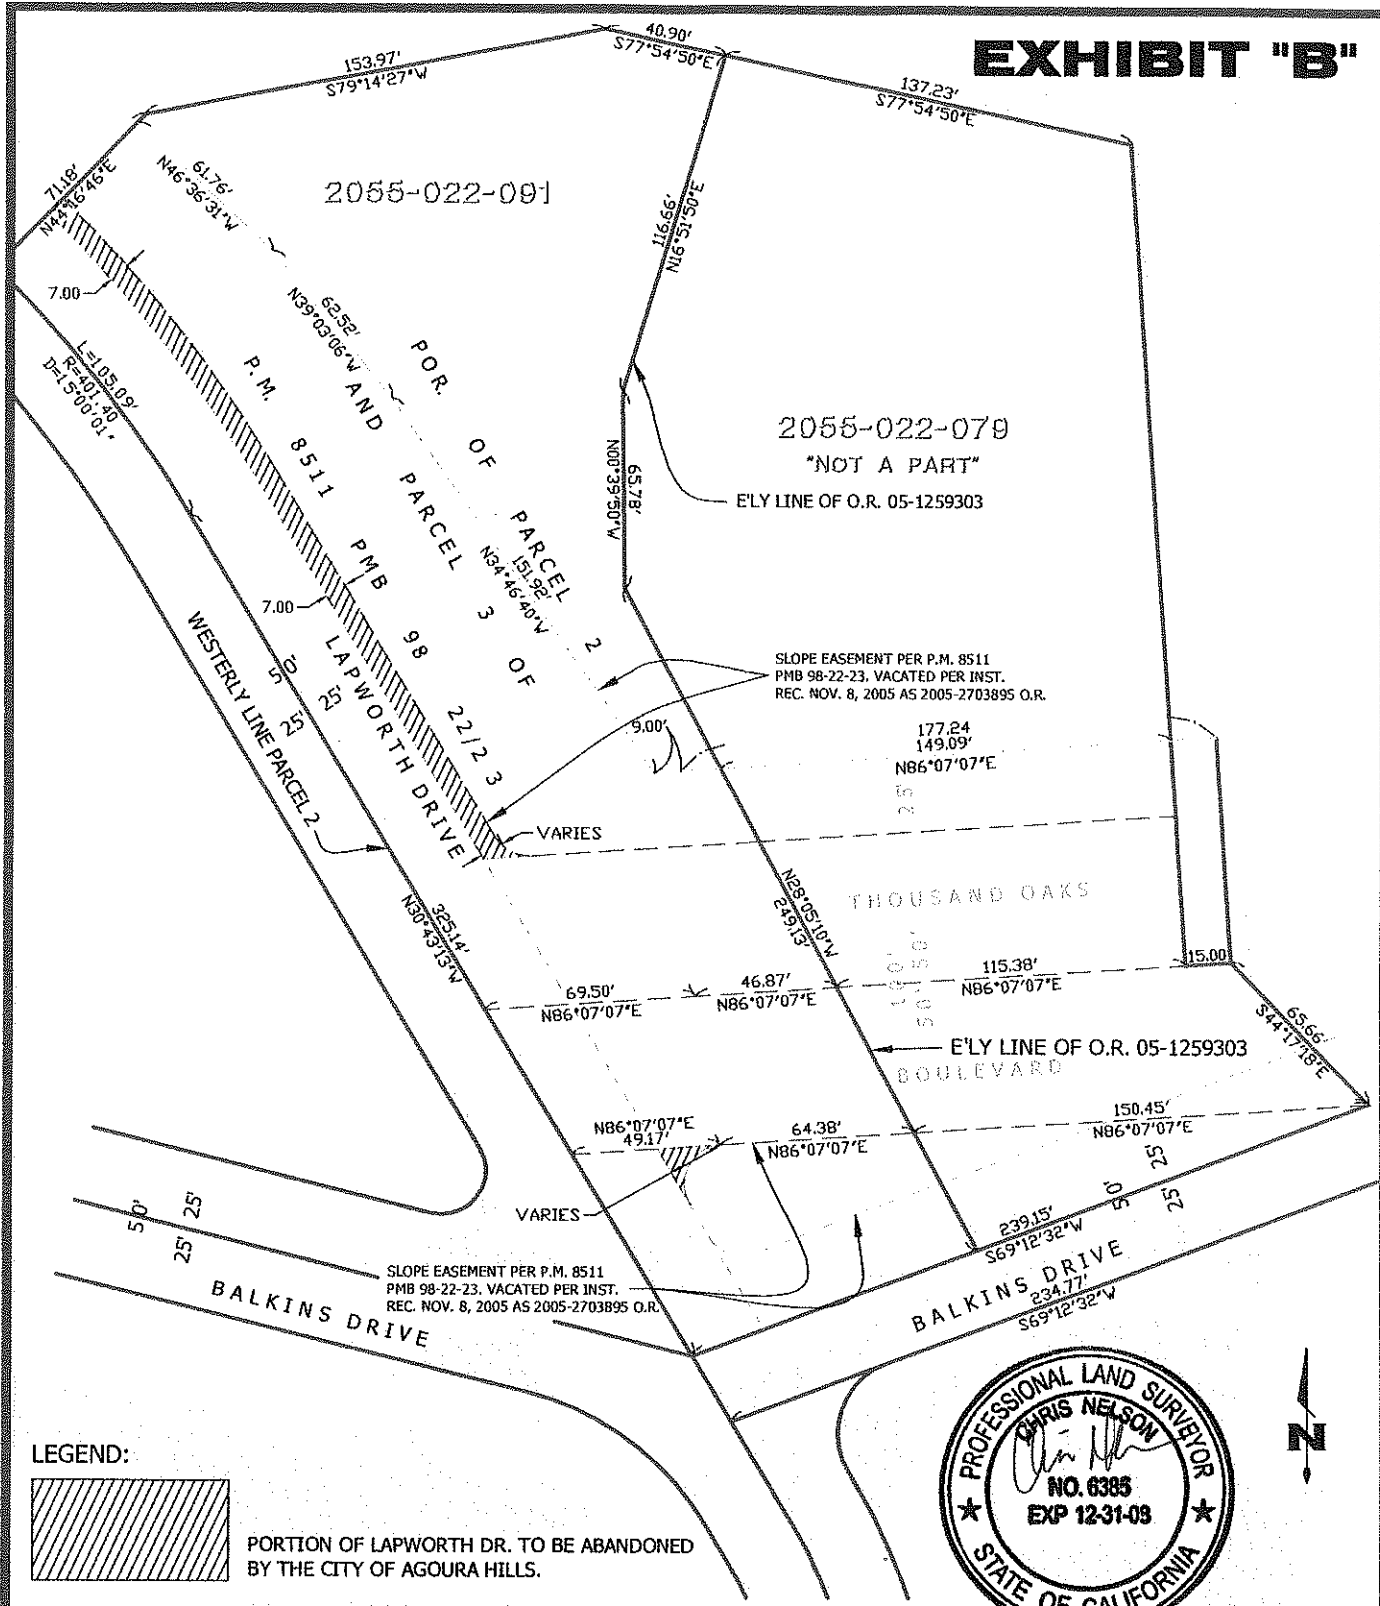 EXHIBIT "B"
40.90'
S77°54'50"E
153.97'
S79°14'27"W
137.23'
S77°54'50"E
71.18'
N44°16'46"E
61.76'
N46°36'31"W
2055-022-091
116.66'
N16°51'50"E
7.00
62.52'
N39°03'06"W
L=105.09'
R=401.40
D=15°00'01"
POR. OF PARCEL 2
AND PARCEL 3 OF
P.M. 8511 PMB 98 22/23
2055-022-079
"NOT A PART"
65.78'
N00°39'50"W
E'LY LINE OF O.R. 05-1259303
151.92'
N34°46'40"W
7.00
LAPWORTH DRIVE
WESTERLY LINE PARCEL 2
50'
25'
25'
SLOPE EASEMENT PER P.M. 8511
PMB 98-22-23. VACATED PER INST.
REC. NOV. 8, 2005 AS 2005-2703895 O.R.
9.00'
177.24
149.09'
N86°07'07"E
25'
VARIES
THOUSAND OAKS
N28°05'10"W
249.13'
325.14'
N30°43'13"W
100'
50'
50'
15.00
69.50'
N86°07'07"E
46.87'
N86°07'07"E
115.38'
N86°07'07"E
65.66'
S44°17'18"E
E'LY LINE OF O.R. 05-1259303
BOULEVARD
N86°07'07"E
49.17'
64.38'
N86°07'07"E
150.45'
N86°07'07"E
VARIES
50'
25'
25'
50'
25'
25'
239.15'
S69°12'32"W
BALKINS DRIVE
234.77'
S69°12'32"W
SLOPE EASEMENT PER P.M. 8511
PMB 98-22-23. VACATED PER INST.
REC. NOV. 8, 2005 AS 2005-2703895 O.R.
BALKINS DRIVE
LEGEND:
PORTION OF LAPWORTH DR. TO BE ABANDONED
BY THE CITY OF AGOURA HILLS.
PROFESSIONAL LAND SURVEYOR
CHRIS NELSON
NO. 6385
EXP 12-31-08
STATE OF CALIFORNIA
N